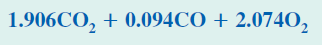 1.906CO₂ + 0.094CO + 2.074O₂